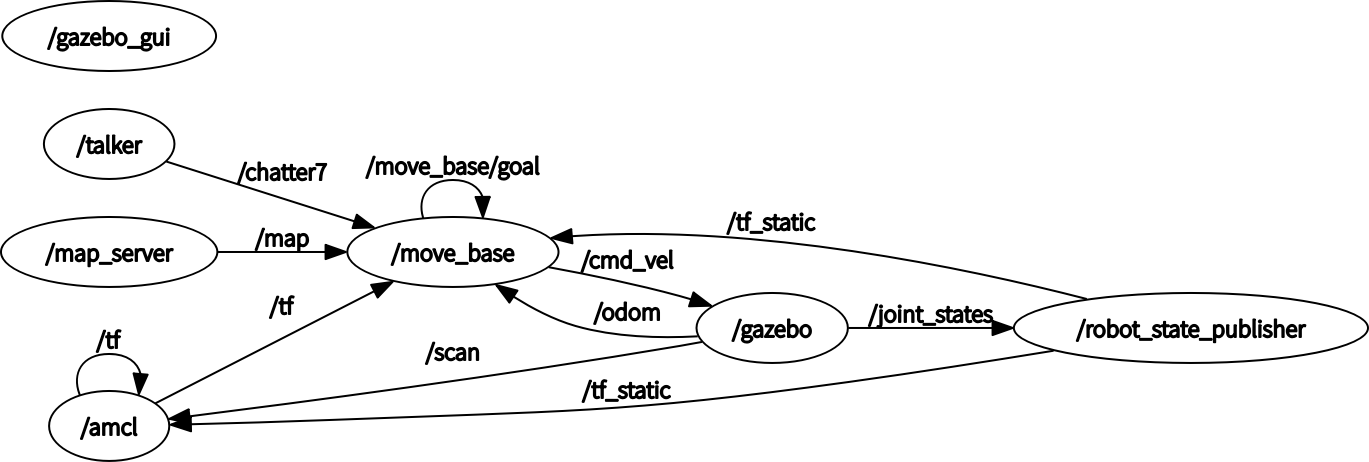 /gazebo_gui
/talker
/chatter7
/move_base/goal
/map_server
/map
/move_base
/tf_static
/cmd_vel
/tf
/odom
/gazebo
/joint_states
/robot_state_publisher
/tf
/scan
/tf_static
/amcl